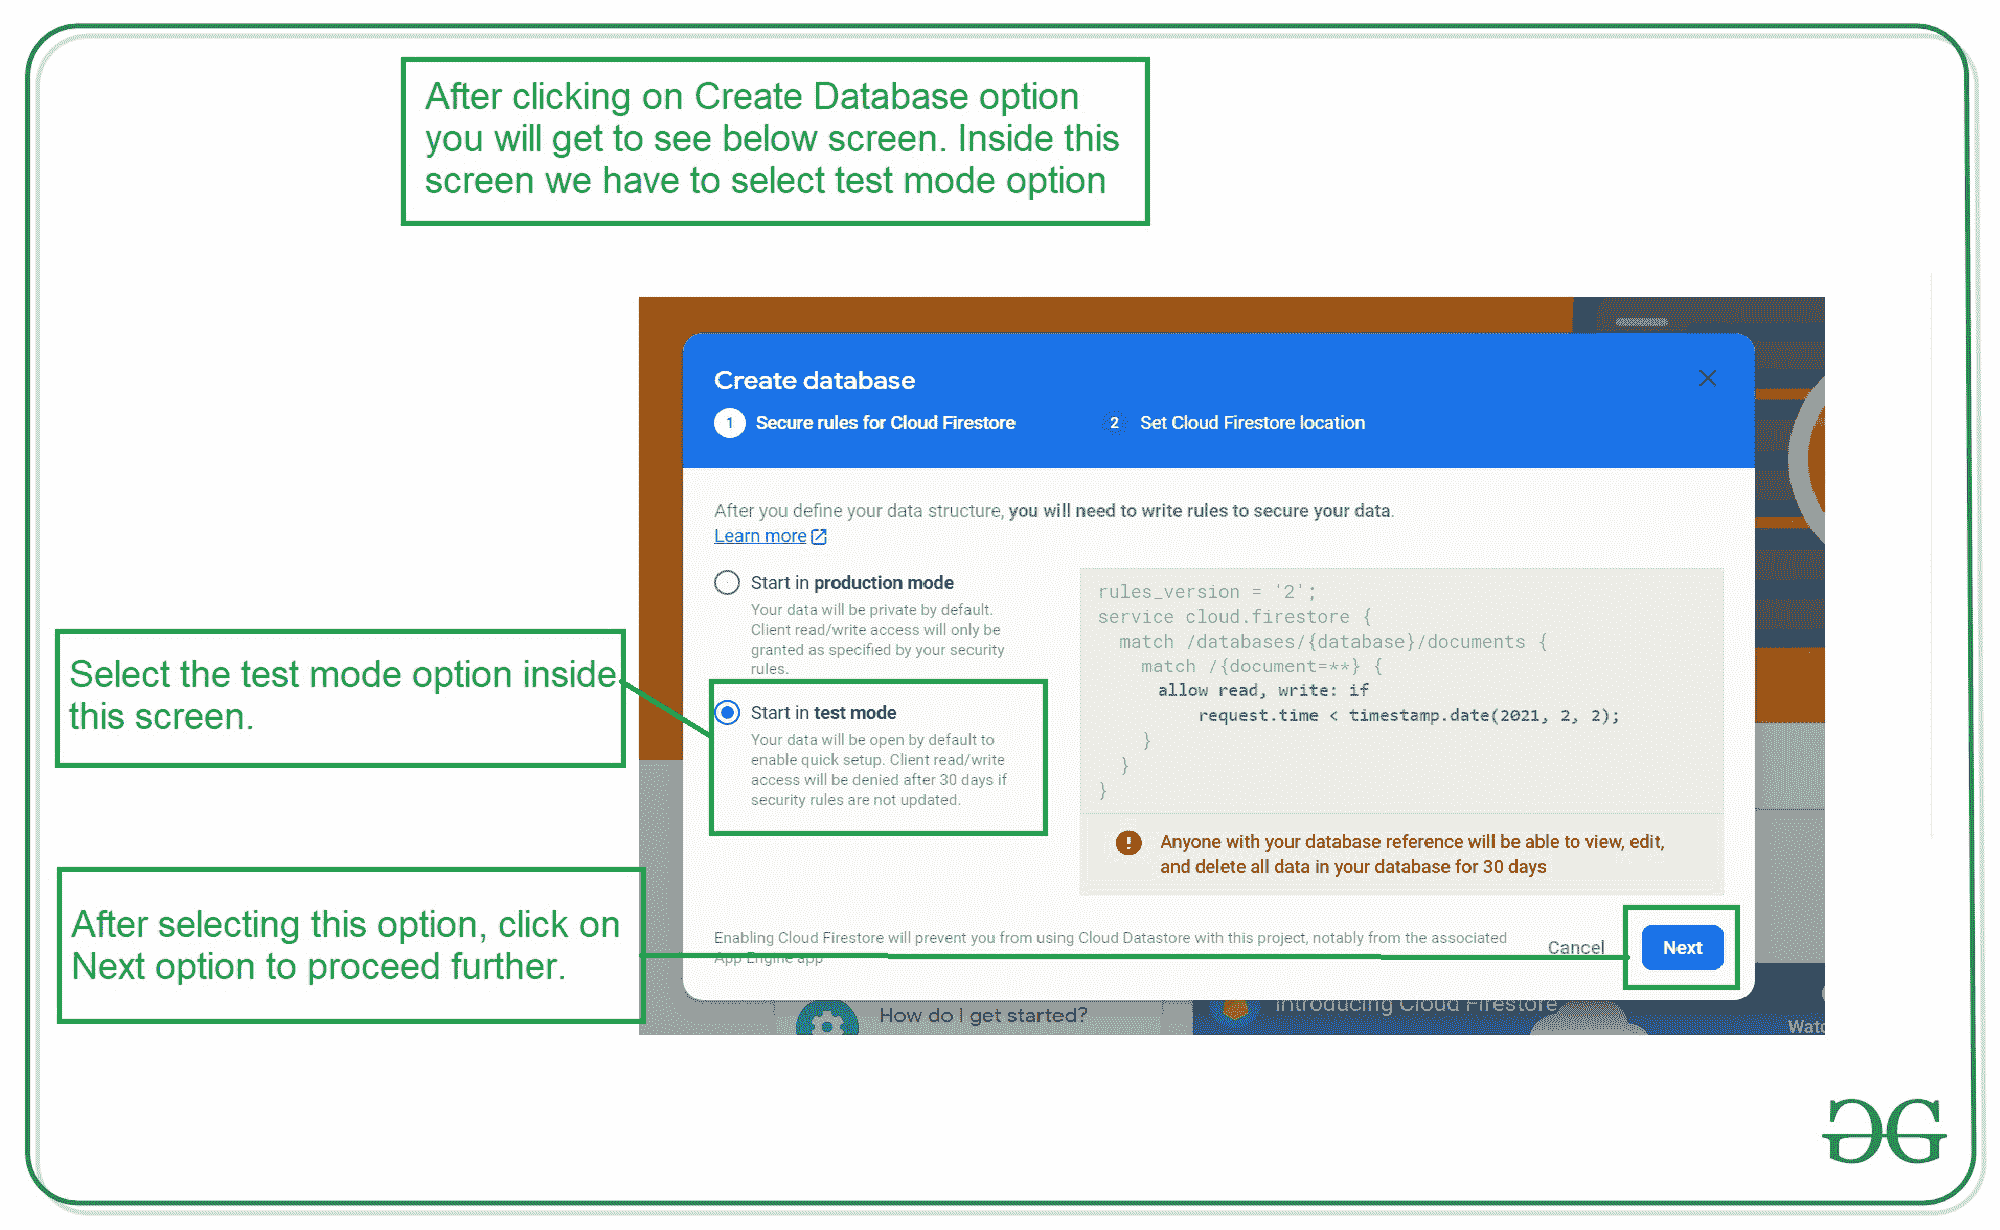 After clicking on Create Database option
you will get to see below screen. Inside this
screen we have to select test mode option
Create database
1 Secure rules for Cloud Firestore
2 Set Cloud Firestore location
After you define your data structure, you will need to write rules to secure your data.
Learn more
Start in production mode
Your data will be private by default.
Client read/write access will only be
granted as specified by your security
rules.
Select the test mode option inside
this screen.
Start in test mode
Your data will be open by default to
enable quick setup. Client read/write
access will be denied after 30 days if
security rules are not updated.
rules_version = '2';
service cloud.firestore {
match /databases/{database}/documents {
match /{document=**} {
allow read, write: if
request.time < timestamp.date(2021, 2, 2);
}
}
}
! Anyone with your database reference will be able to view, edit,
and delete all data in your database for 30 days
After selecting this option, click on
Next option to proceed further.
Enabling Cloud Firestore will prevent you from using Cloud Datastore with this project, notably from the associated
App Engine app
Cancel
Next
How do I get started?
Introducing Cloud Firestore